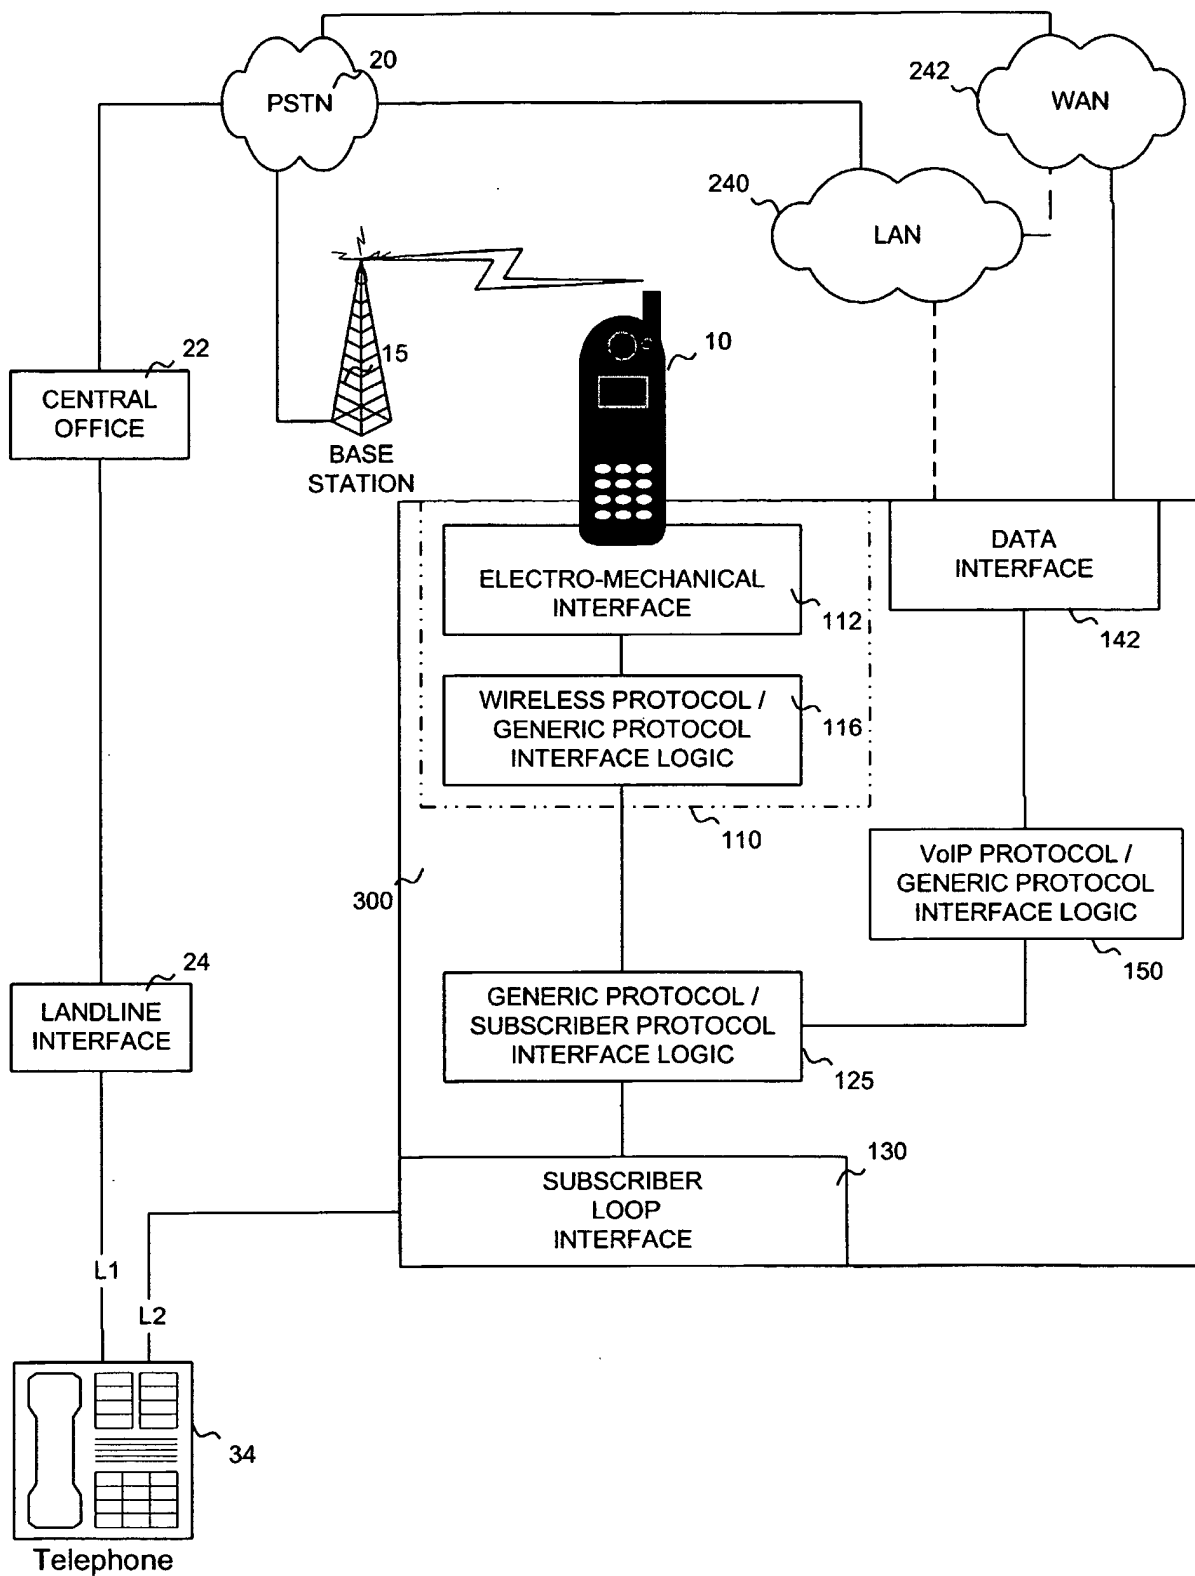 20
PSTN
242
WAN
240
LAN
22
CENTRAL
OFFICE
15
BASE
STATION
10
ELECTRO-MECHANICAL
INTERFACE
112
DATA
INTERFACE
142
WIRELESS PROTOCOL /
GENERIC PROTOCOL
INTERFACE LOGIC
116
110
300
VoIP PROTOCOL /
GENERIC PROTOCOL
INTERFACE LOGIC
150
24
LANDLINE
INTERFACE
GENERIC PROTOCOL /
SUBSCRIBER PROTOCOL
INTERFACE LOGIC
125
130
SUBSCRIBER
LOOP
INTERFACE
L1
L2
34
Telephone